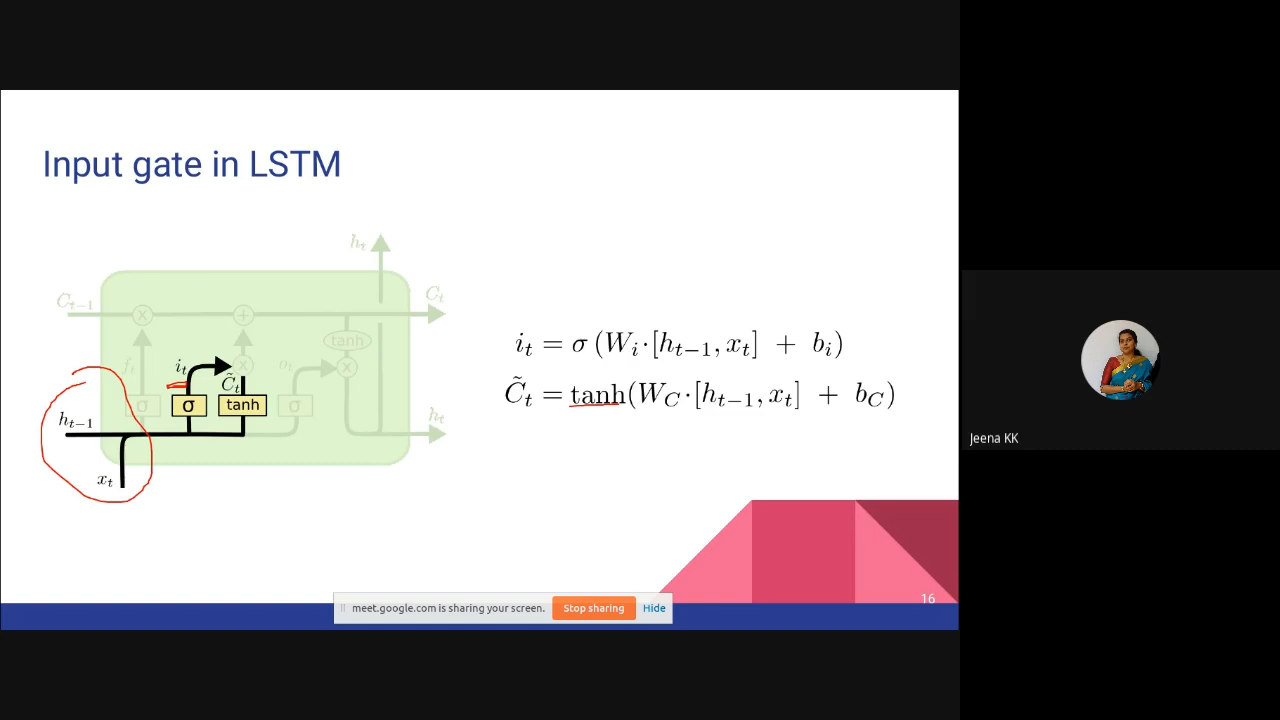 Input gate in LSTM
h_t
C_{t-1}
C_t
x
+
tanh
f_t
i_t
x
o_t
x
C̃_t
σ
σ
tanh
σ
h_{t-1}
h_t
x_t
i_t = σ (W_i·[h_{t-1}, x_t] + b_i)
C̃_t = tanh(W_C·[h_{t-1}, x_t] + b_C)
Jeena KK
16
meet.google.com is sharing your screen. Stop sharing Hide